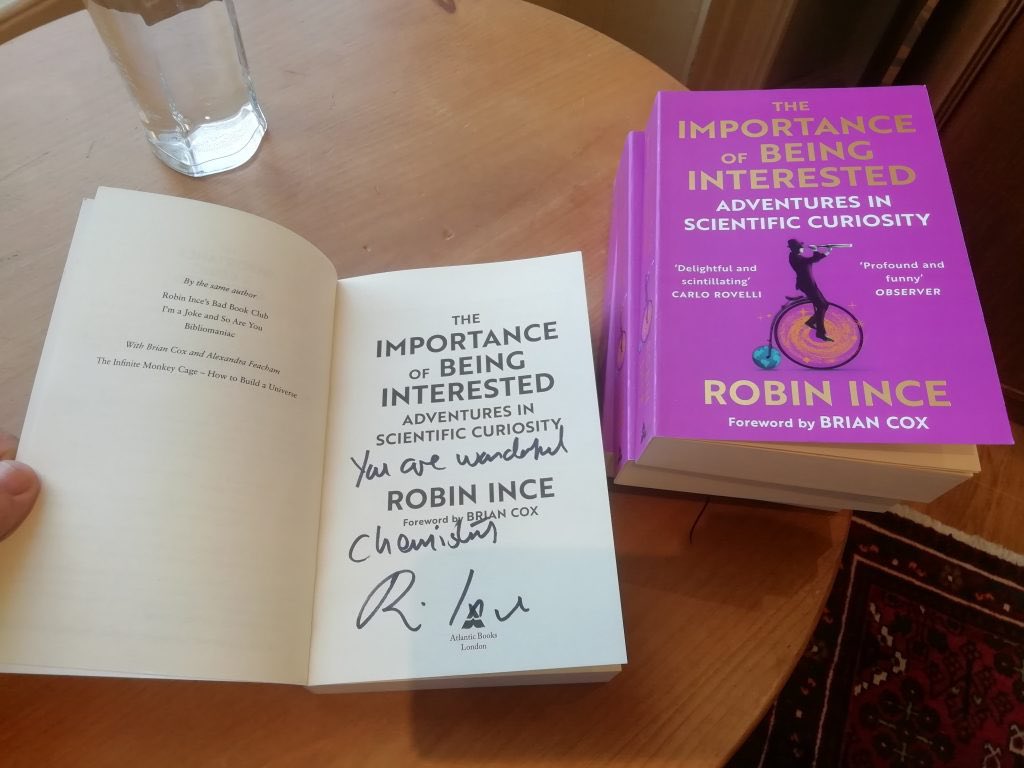 By the same author
Robin Ince's Bad Book Club
I'm a Joke and So Are You
Bibliomaniac
With Brian Cox and Alexandra Feacham
The Infinite Monkey Cage – How to Build a Universe
THE
IMPORTANCE
OF BEING
INTERESTED
ADVENTURES IN
SCIENTIFIC CURIOSITY
You are wonderful
ROBIN INCE
Foreword by BRIAN COX
Chemistry
R. Ince
Atlantic Books
London
THE
IMPORTANCE
OF BEING
INTERESTED
ADVENTURES IN
SCIENTIFIC CURIOSITY
'Delightful and
scintillating'
CARLO ROVELLI
'Profound and
funny'
OBSERVER
ROBIN INCE
Foreword by BRIAN COX